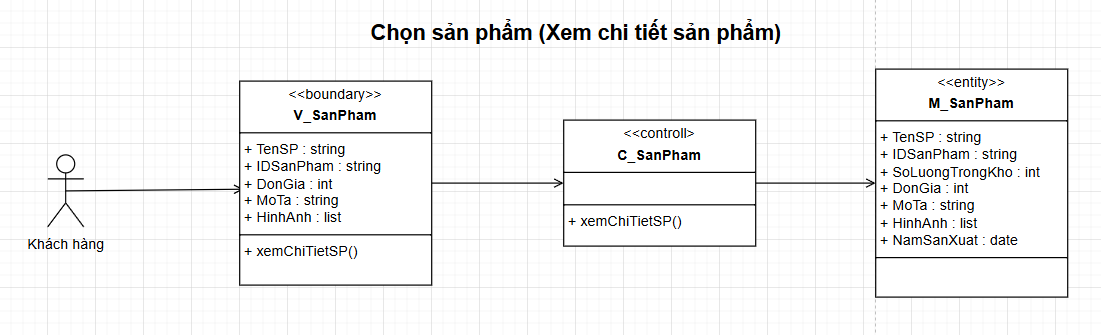 Chọn sản phẩm (Xem chi tiết sản phẩm)
Khách hàng
<<boundary>>
V_SanPham
+ TenSP : string
+ IDSanPham : string
+ DonGia : int
+ MoTa : string
+ HinhAnh : list
+ xemChiTietSP()
<<controll>
C_SanPham
+ xemChiTietSP()
<<entity>>
M_SanPham
+ TenSP : string
+ IDSanPham : string
+ SoLuongTrongKho : int
+ DonGia : int
+ MoTa : string
+ HinhAnh : list
+ NamSanXuat : date